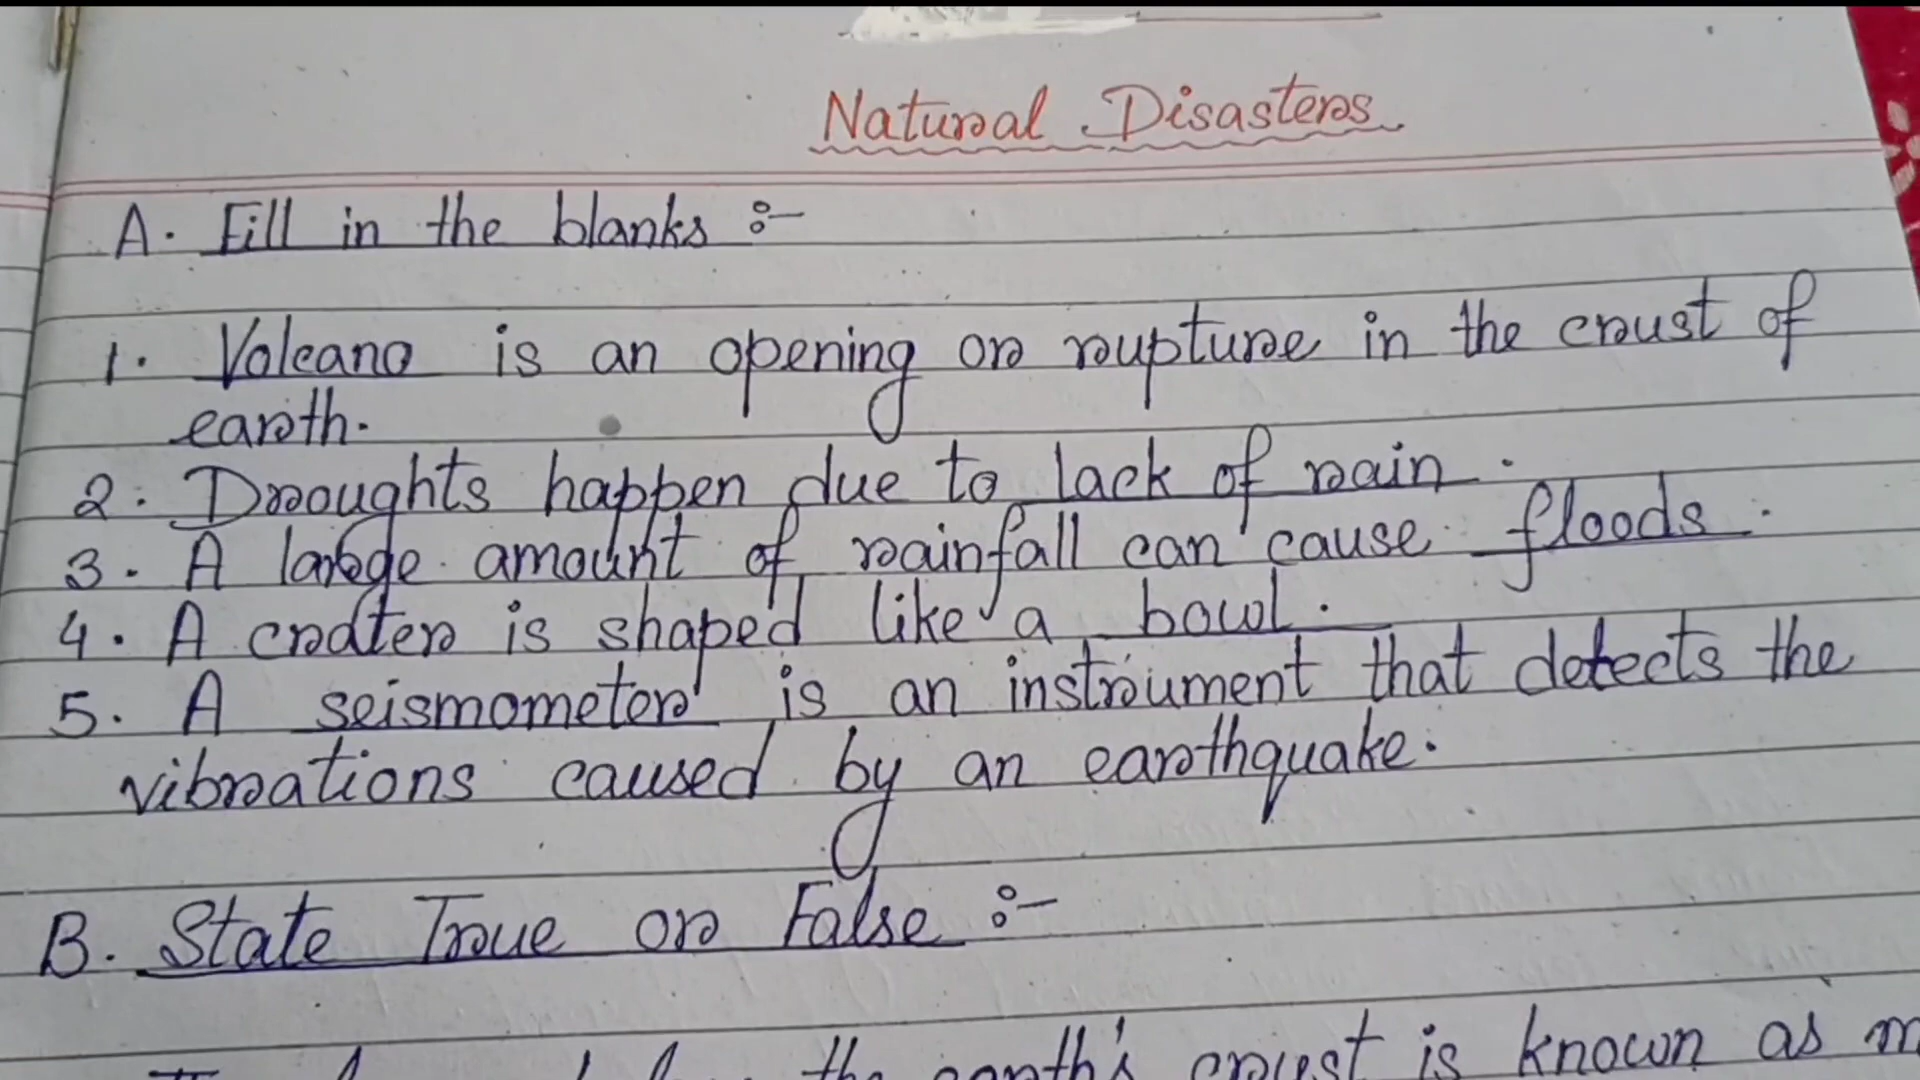 Natural Disasters
A. Fill in the blanks :-
1. Volcano is an opening or rupture in the crust of
earth.
2. Droughts happen due to lack of rain.
3. A large amount of rainfall can cause floods.
4. A crater is shaped like a bowl.
5. A seismometer is an instrument that detects the
vibrations caused by an earthquake.
B. State True or False :-
the earth's crust is known as